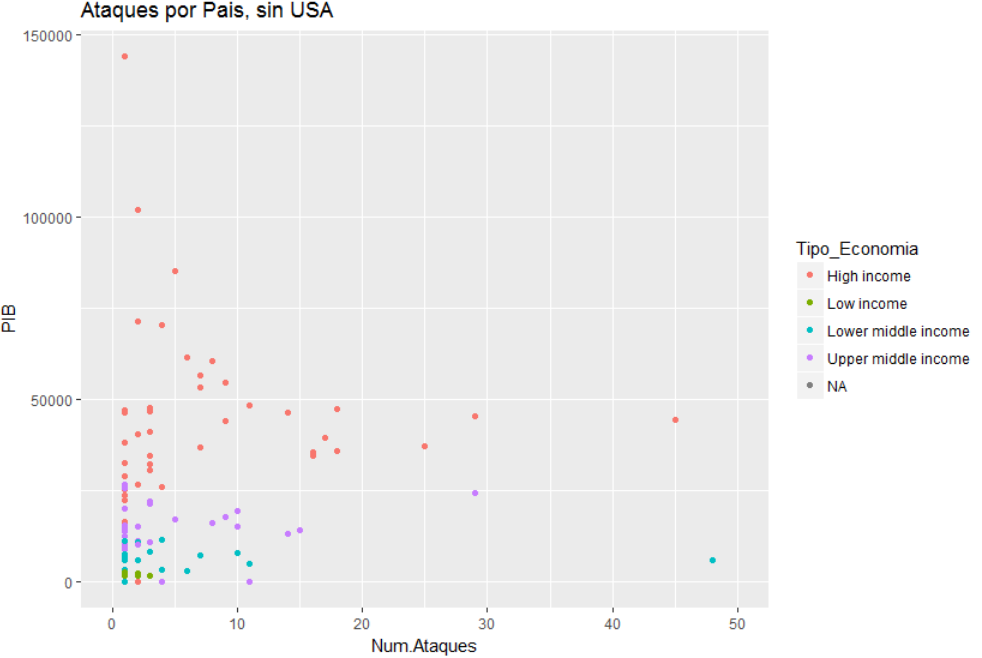 Ataques por Pais, sin USA
150000
100000
50000
0
PIB
0 10 20 30 40 50
Num.Ataques
Tipo_Economia
High income
Low income
Lower middle income
Upper middle income
NA